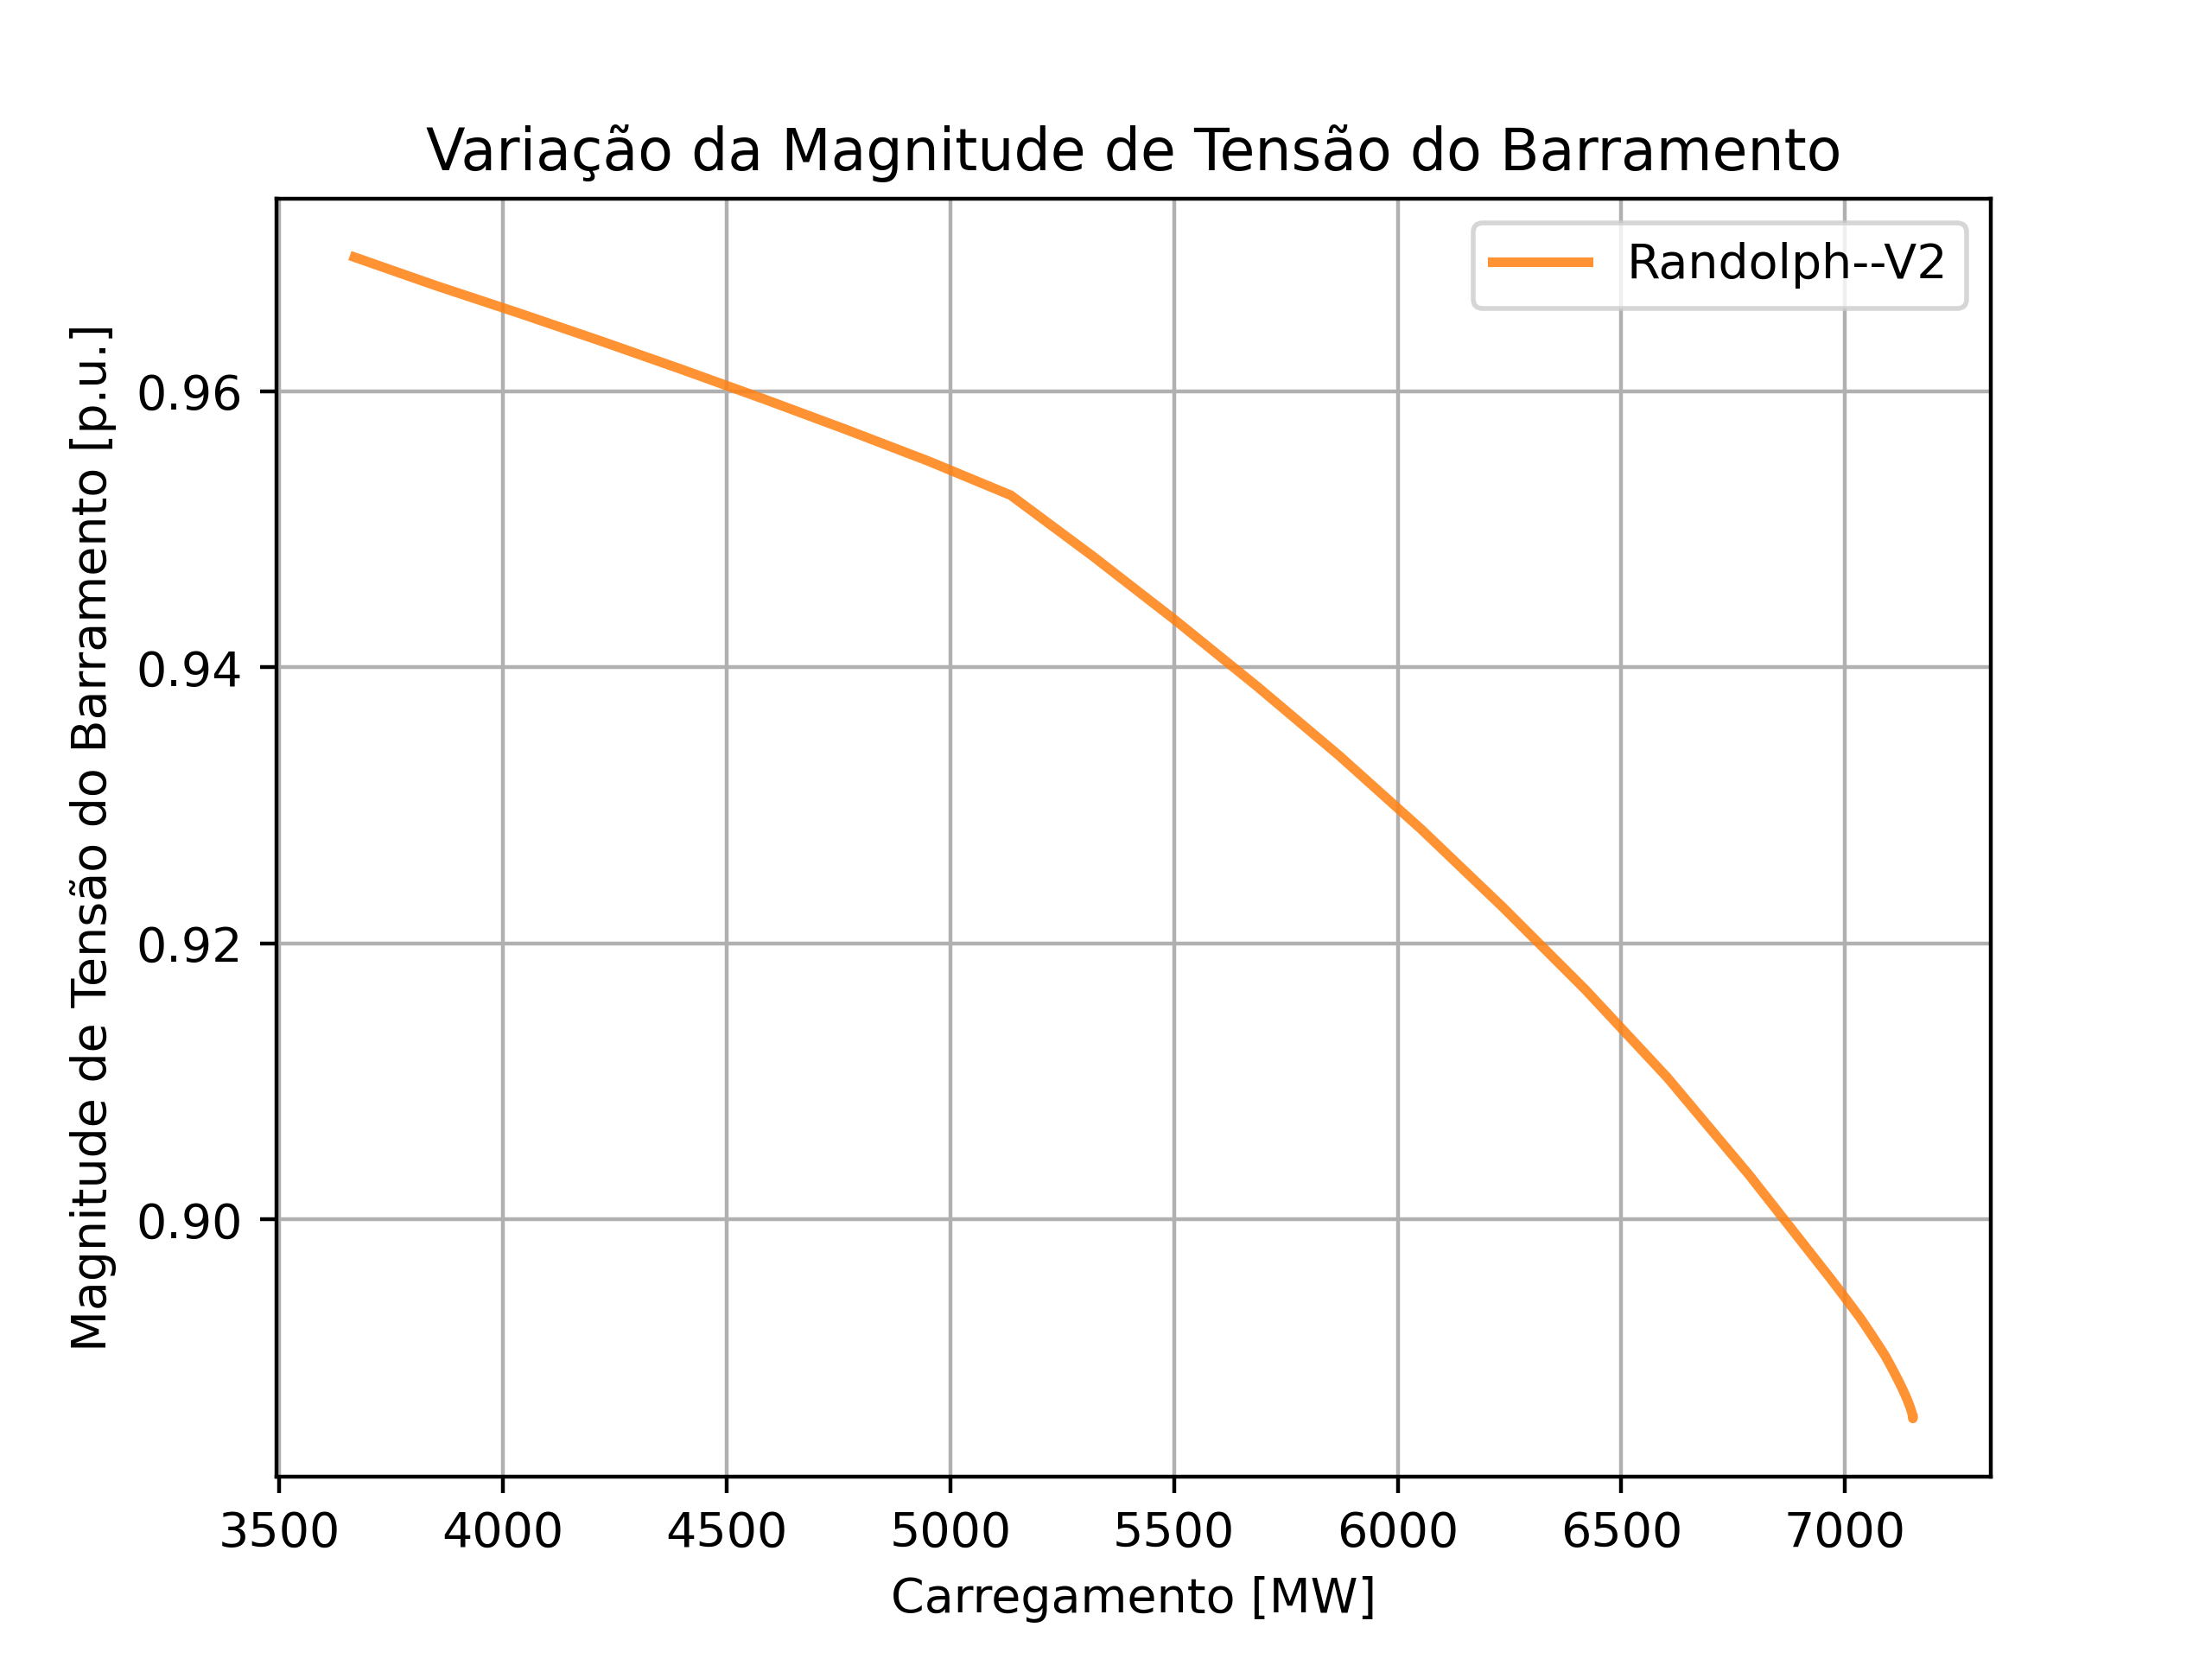 Variação da Magnitude de Tensão do Barramento
Randolph--V2
Magnitude de Tensão do Barramento [p.u.]
0.96
0.94
0.92
0.90
3500 4000 4500 5000 5500 6000 6500 7000
Carregamento [MW]